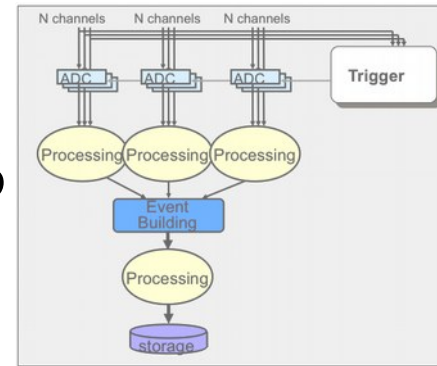 N channels N channels N channels
ADC ADC ADC
Trigger
Processing Processing Processing
Event
Building
Processing
storage